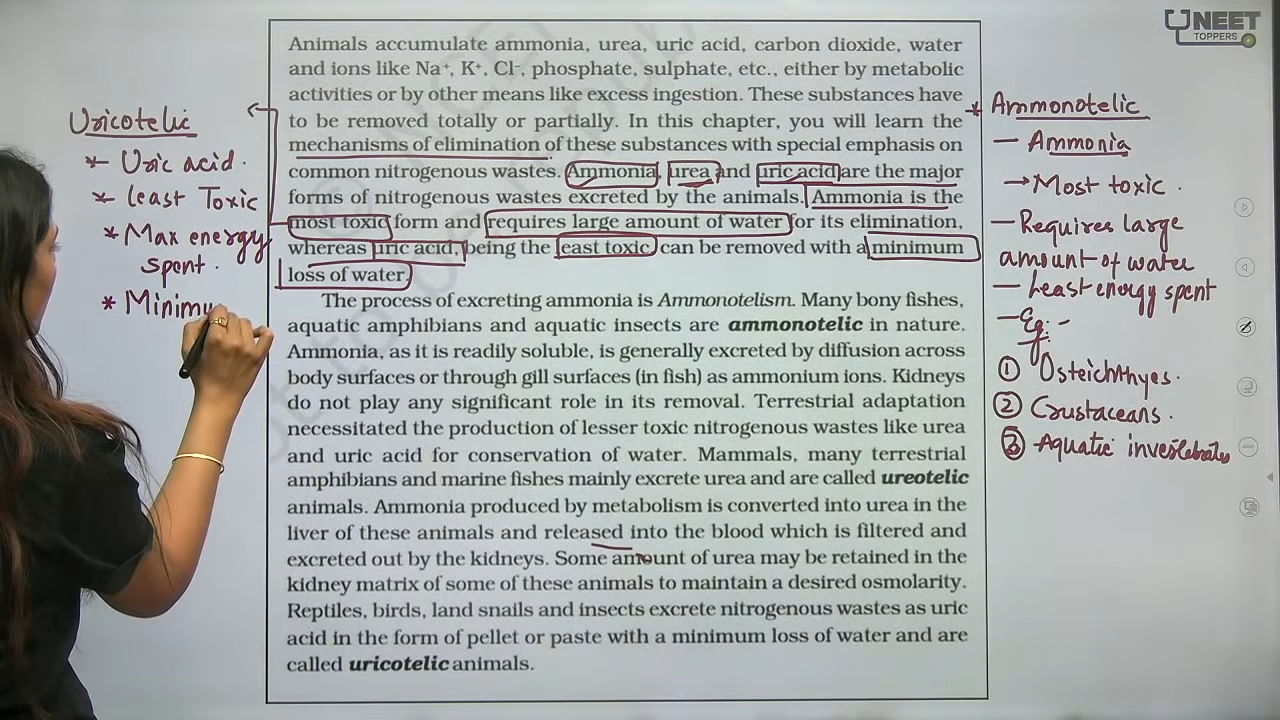 UNEET
TOPPERS
Animals accumulate ammonia, urea, uric acid, carbon dioxide, water
and ions like Na⁺, K⁺, Cl⁻, phosphate, sulphate, etc., either by metabolic
activities or by other means like excess ingestion. These substances have
to be removed totally or partially. In this chapter, you will learn the
mechanisms of elimination of these substances with special emphasis on
common nitrogenous wastes. Ammonia, urea and uric acid are the major
forms of nitrogenous wastes excreted by the animals. Ammonia is the
most toxic form and requires large amount of water for its elimination,
whereas uric acid, being the least toxic can be removed with a minimum
loss of water.
The process of excreting ammonia is Ammonotelism. Many bony fishes,
aquatic amphibians and aquatic insects are ammonotelic in nature.
Ammonia, as it is readily soluble, is generally excreted by diffusion across
body surfaces or through gill surfaces (in fish) as ammonium ions. Kidneys
do not play any significant role in its removal. Terrestrial adaptation
necessitated the production of lesser toxic nitrogenous wastes like urea
and uric acid for conservation of water. Mammals, many terrestrial
amphibians and marine fishes mainly excrete urea and are called ureotelic
animals. Ammonia produced by metabolism is converted into urea in the
liver of these animals and released into the blood which is filtered and
excreted out by the kidneys. Some amount of urea may be retained in the
kidney matrix of some of these animals to maintain a desired osmolarity.
Reptiles, birds, land snails and insects excrete nitrogenous wastes as uric
acid in the form of pellet or paste with a minimum loss of water and are
called uricotelic animals.
Uricotelic
* Uric acid.
* least Toxic
* Max energy
spent.
* Minimu
* Ammonotelic
— Ammonia
→ Most toxic.
— Requires large
amount of water
— Least energy spent
— Eg: -
① Osteichthyes.
② Crustaceans.
③ Aquatic invertebrates